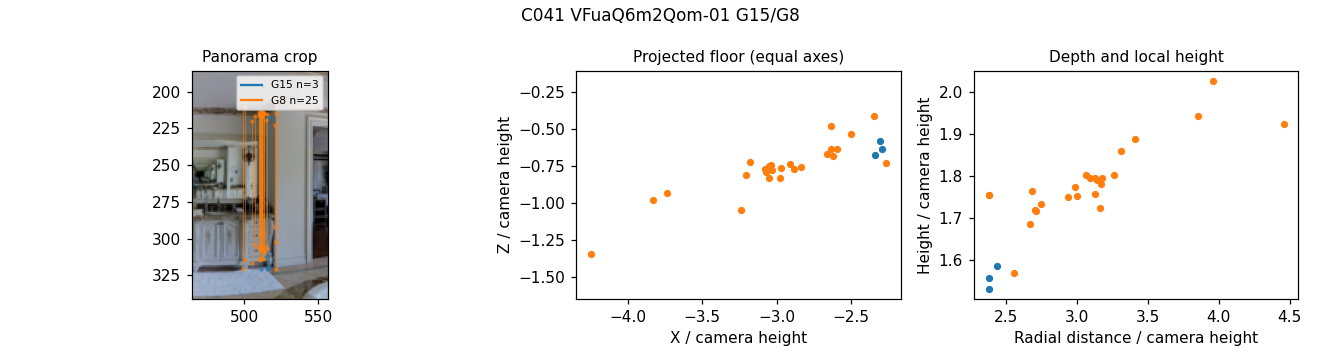 C041 VFuaQ6m2Qom-01 G15/G8
Panorama crop
G15 n=3
G8 n=25
200
225
250
275
300
325
500
550
Projected floor (equal axes)
Z / camera height
−0.25
−0.50
−0.75
−1.00
−1.25
−1.50
−4.0
−3.5
−3.0
−2.5
X / camera height
Depth and local height
Height / camera height
2.0
1.9
1.8
1.7
1.6
2.5
3.0
3.5
4.0
4.5
Radial distance / camera height